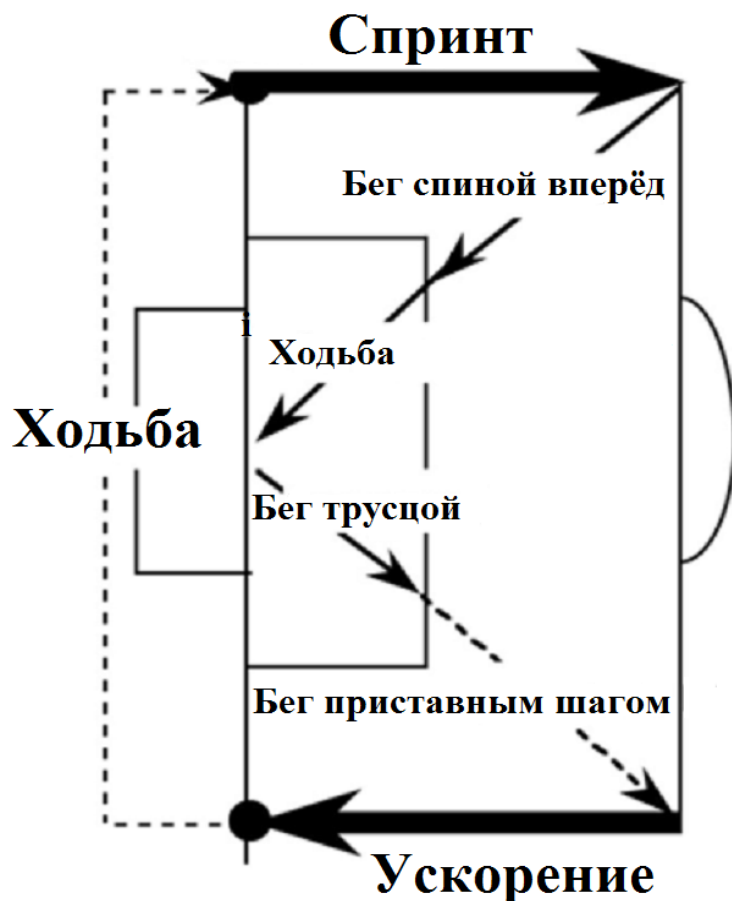 Спринт
Бег спиной вперёд
i
Ходьба
Ходьба
Бег трусцой
Бег приставным шагом
Ускорение